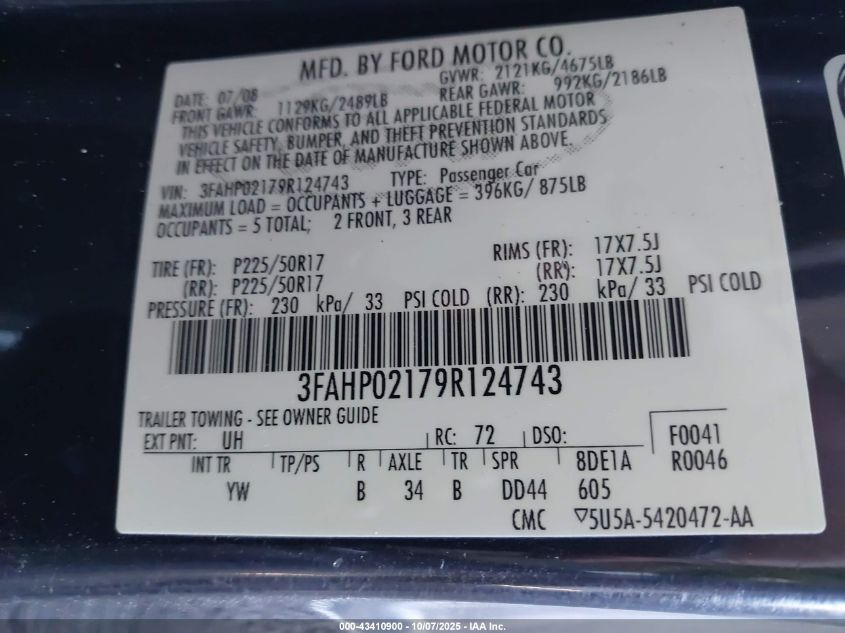 MFD. BY FORD MOTOR CO.
DATE: 07/08 GVWR: 2121KG/4675LB
FRONT GAWR: 1129KG/2489LB REAR GAWR: 992KG/2186LB
THIS VEHICLE CONFORMS TO ALL APPLICABLE FEDERAL MOTOR
VEHICLE SAFETY, BUMPER, AND THEFT PREVENTION STANDARDS
IN EFFECT ON THE DATE OF MANUFACTURE SHOWN ABOVE.
VIN: 3FAHP02179R124743 TYPE: Passenger Car
MAXIMUM LOAD = OCCUPANTS + LUGGAGE = 396KG/ 875LB
OCCUPANTS = 5 TOTAL; 2 FRONT, 3 REAR
TIRE (FR): P225/50R17 RIMS (FR): 17X7.5J
(RR): P225/50R17 (RR): 17X7.5J
PRESSURE (FR): 230 kPa/ 33 PSI COLD (RR): 230 kPa/ 33 PSI COLD
3FAHP02179R124743
TRAILER TOWING - SEE OWNER GUIDE
EXT PNT: UH RC: 72 DSO: F0041
INT TR TP/PS R AXLE TR SPR 8DE1A R0046
YW B 34 B DD44 605
CMC ▽5U5A-5420472-AA
000-43410900 - 10/07/2025 - IAA Inc.